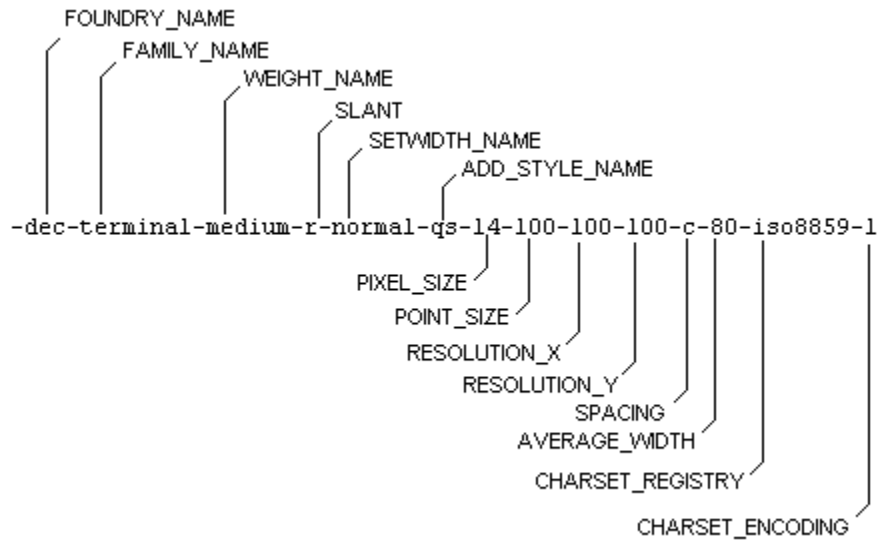 FOUNDRY_NAME
FAMILY_NAME
WEIGHT_NAME
SLANT
SETWIDTH_NAME
ADD_STYLE_NAME
-dec-terminal-medium-r-normal-qs-14-100-100-100-c-80-iso8859-1
PIXEL_SIZE
POINT_SIZE
RESOLUTION_X
RESOLUTION_Y
SPACING
AVERAGE_WIDTH
CHARSET_REGISTRY
CHARSET_ENCODING